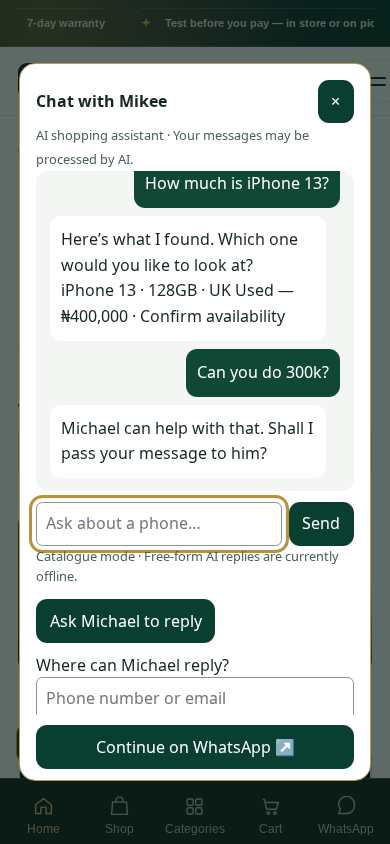 7-day warranty ✦ Test before you pay — in store or on pic
Chat with Mikee
×
AI shopping assistant · Your messages may be
processed by AI.
How much is iPhone 13?
Here's what I found. Which one
would you like to look at?
iPhone 13 · 128GB · UK Used —
₦400,000 · Confirm availability
Can you do 300k?
Michael can help with that. Shall I
pass your message to him?
Ask about a phone...
Send
Catalogue mode · Free-form AI replies are currently
offline.
Ask Michael to reply
Where can Michael reply?
Phone number or email
Continue on WhatsApp ↗
Home
Shop
Categories
Cart
WhatsApp